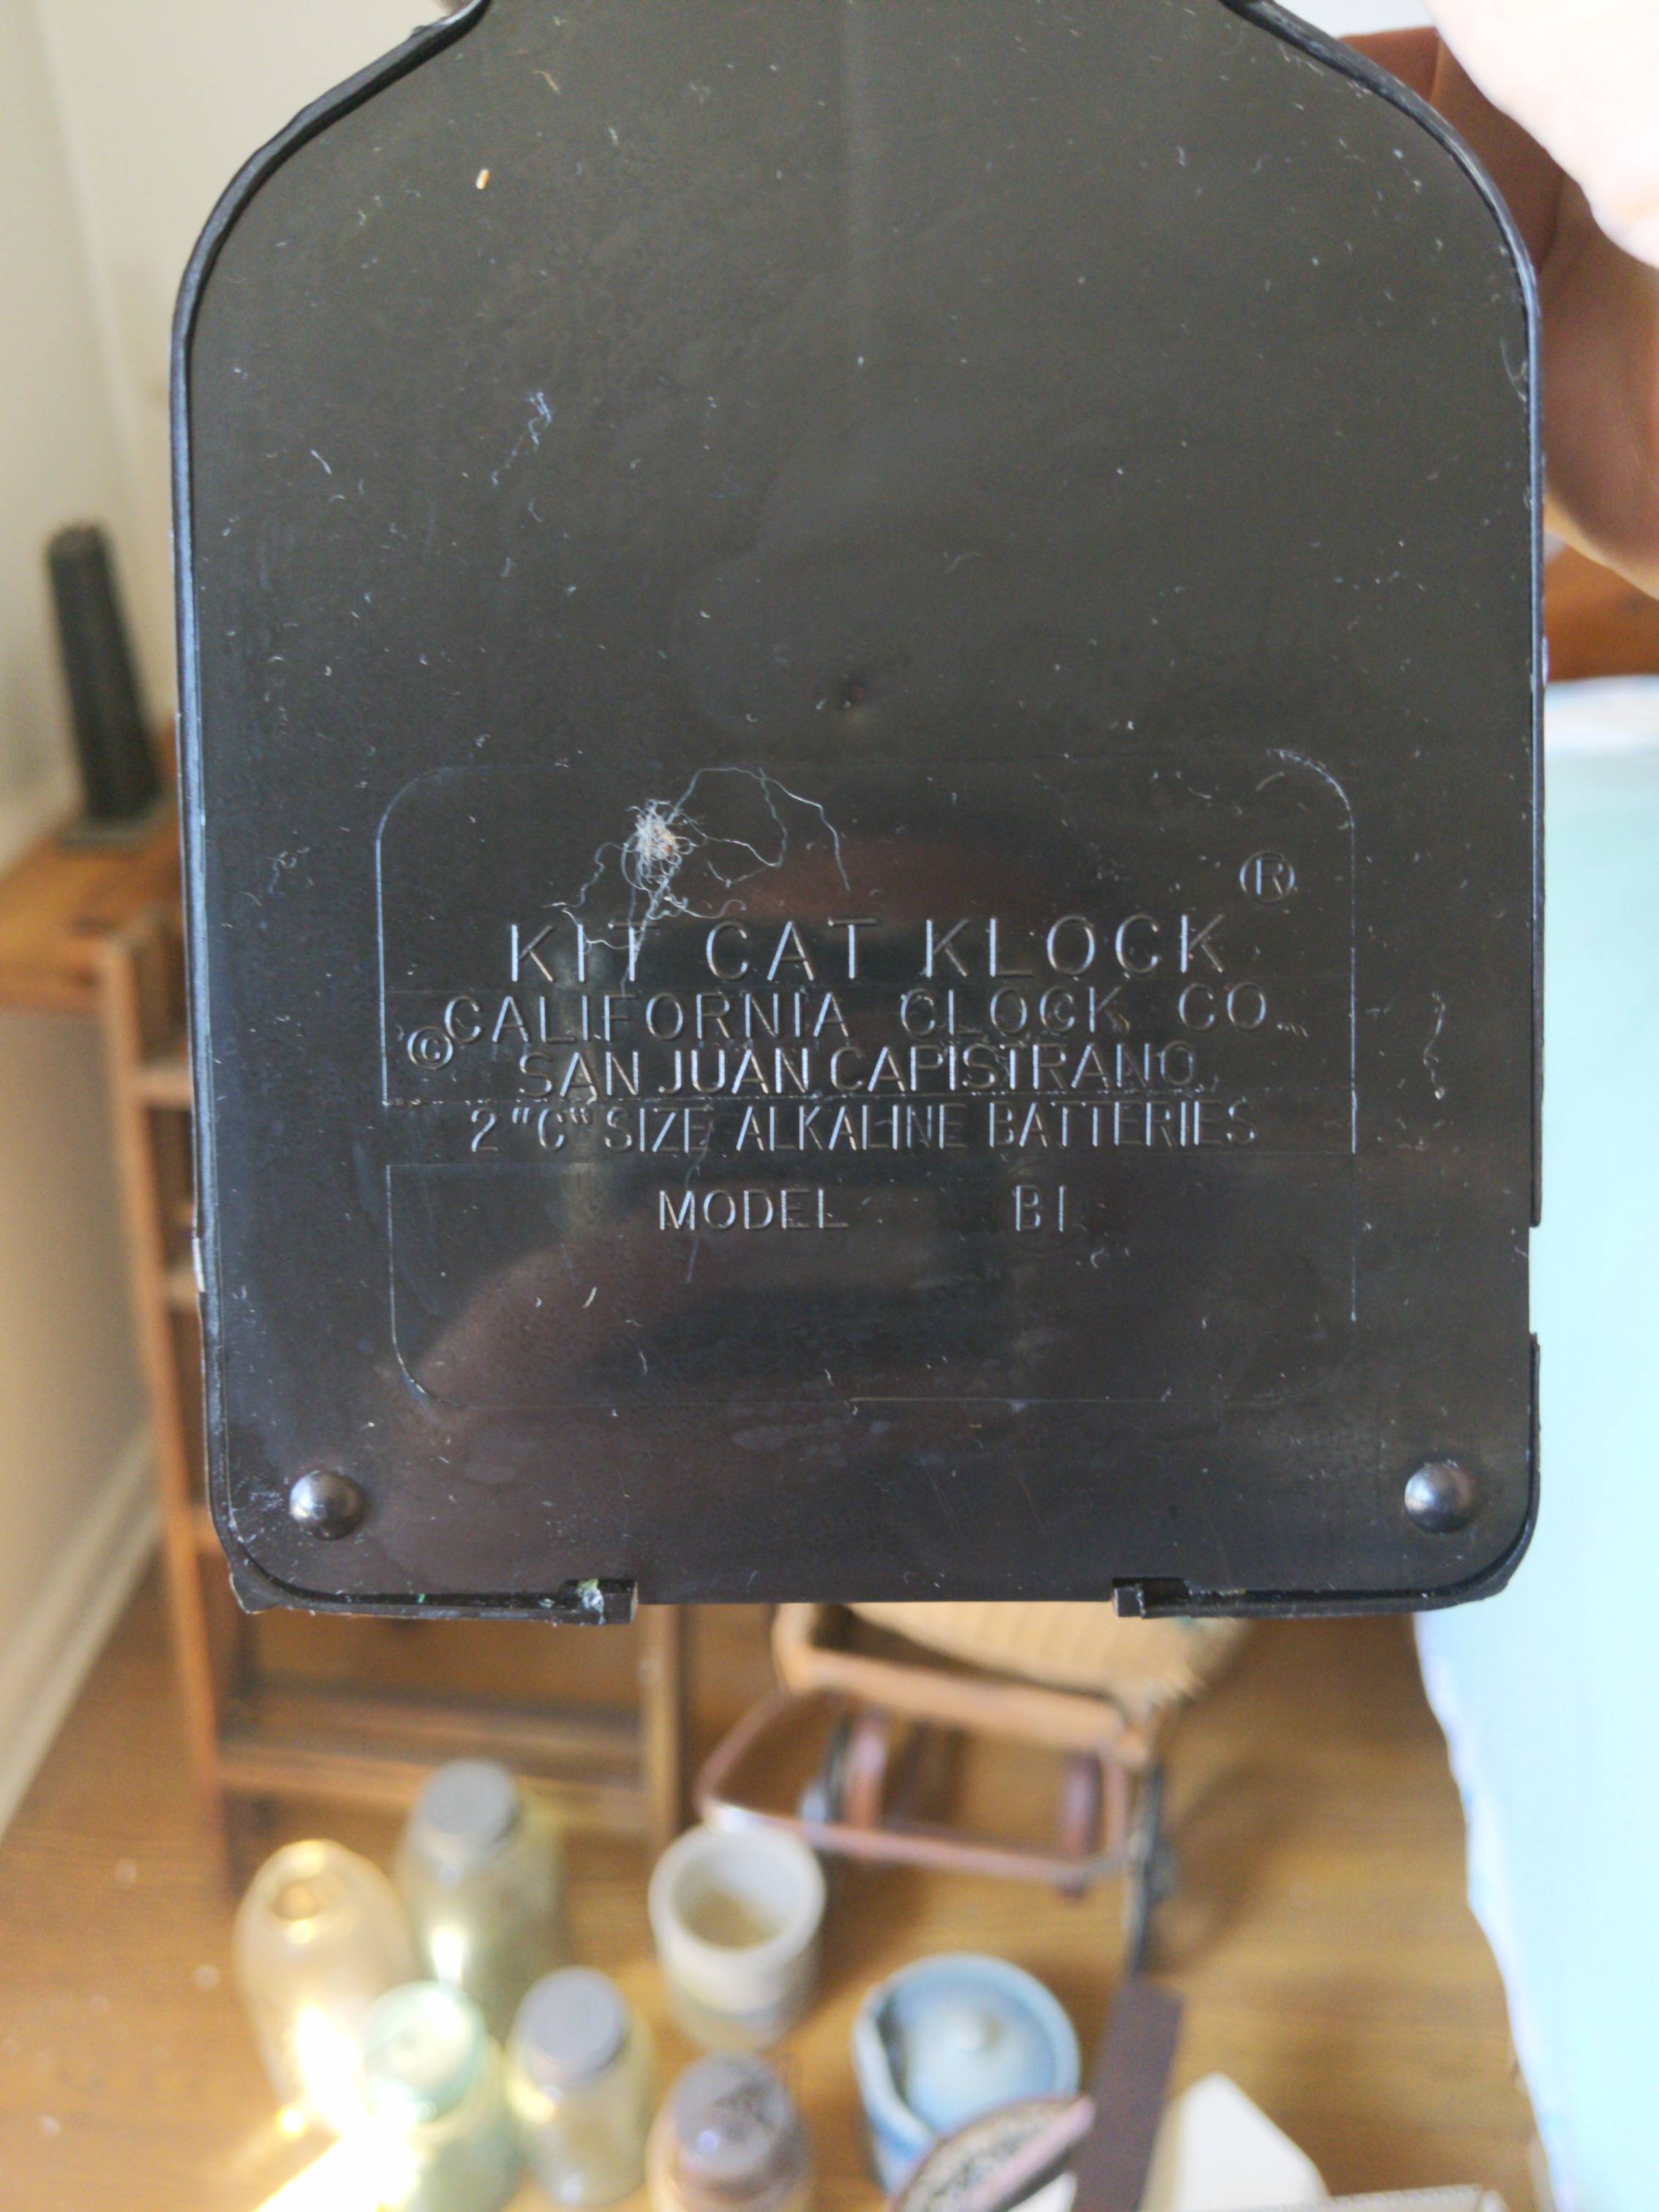 ®
KIT CAT KLOCK
CALIFORNIA CLOCK CO.
©
SAN JUAN CAPISTRANO
2 "C" SIZE ALKALINE BATTERIES
MODEL B1